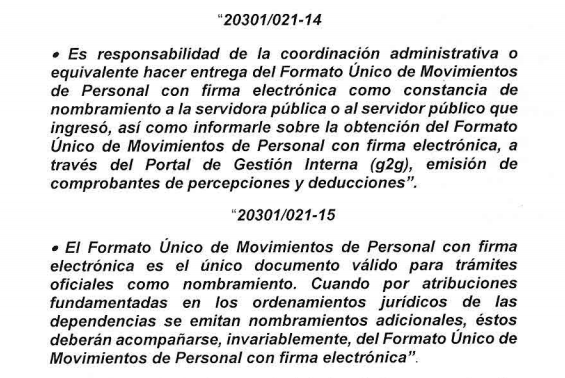 “20301/021-14
• Es responsabilidad de la coordinación administrativa o
equivalente hacer entrega del Formato Único de Movimientos
de Personal con firma electrónica como constancia de
nombramiento a la servidora pública o al servidor público que
ingresó, así como informarle sobre la obtención del Formato
Único de Movimientos de Personal con firma electrónica, a
través del Portal de Gestión Interna (g2g), emisión de
comprobantes de percepciones y deducciones”.
“20301/021-15
• El Formato Único de Movimientos de Personal con firma
electrónica es el único documento válido para trámites
oficiales como nombramiento. Cuando por atribuciones
fundamentadas en los ordenamientos jurídicos de las
dependencias se emitan nombramientos adicionales, éstos
deberán acompañarse, invariablemente, del Formato Único de
Movimientos de Personal con firma electrónica”.